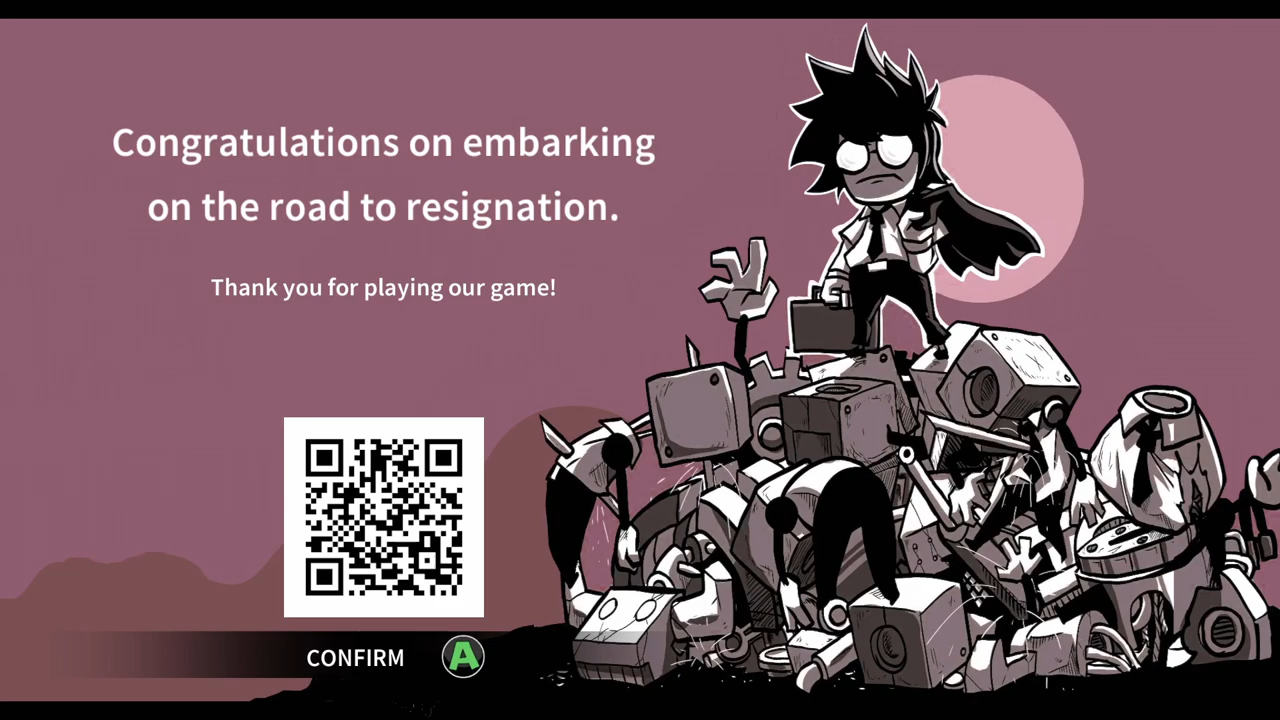 Congratulations on embarking
on the road to resignation.
Thank you for playing our game!
CONFIRM A